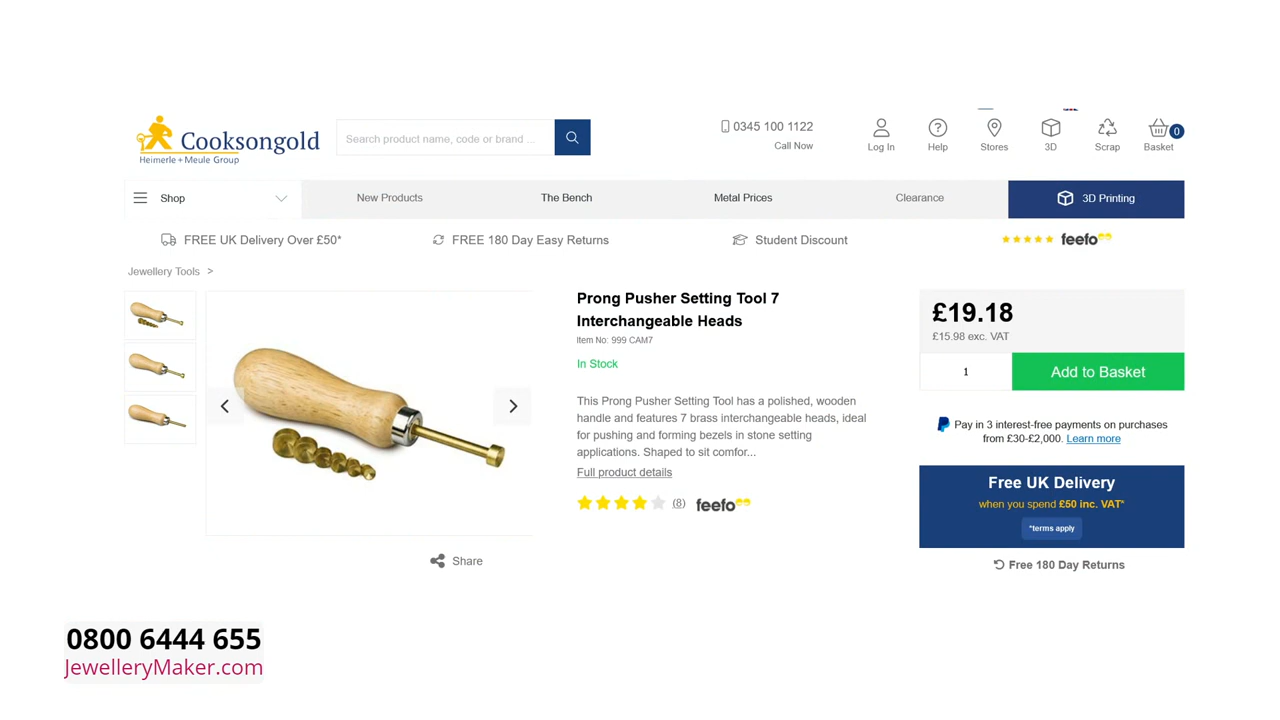 Cooksongold
Heimerle + Meule Group
Search product name, code or brand ...
0345 100 1122
Call Now
Log In
Help
Stores
3D
Scrap
Basket
0
Shop
New Products
The Bench
Metal Prices
Clearance
3D Printing
FREE UK Delivery Over £50*
FREE 180 Day Easy Returns
Student Discount
feefo
Jewellery Tools >
Prong Pusher Setting Tool 7
Interchangeable Heads
Item No: 999 CAM7
In Stock
This Prong Pusher Setting Tool has a polished, wooden
handle and features 7 brass interchangeable heads, ideal
for pushing and forming bezels in stone setting
applications. Shaped to sit comfor...
Full product details
(8)
feefo
Share
£19.18
£15.98 exc. VAT
1
Add to Basket
Pay in 3 interest-free payments on purchases
from £30-£2,000. Learn more
Free UK Delivery
when you spend £50 inc. VAT*
*terms apply
Free 180 Day Returns
0800 6444 655
JewelleryMaker.com